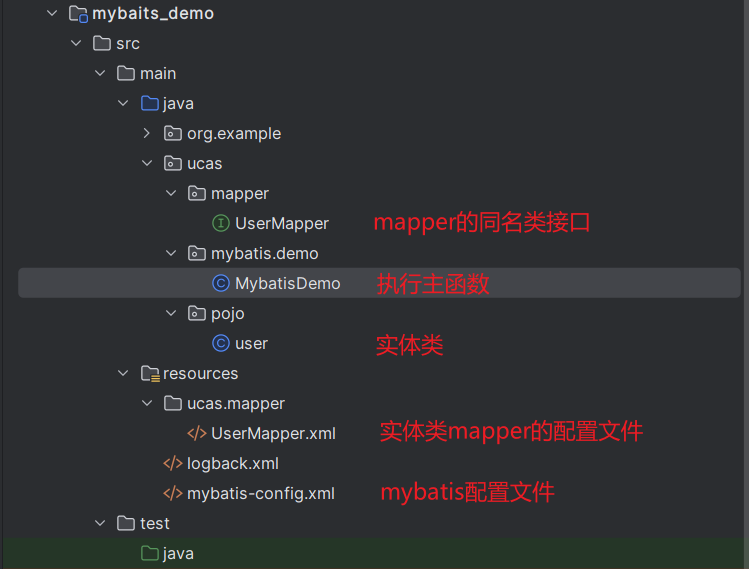 mybaits_demo
src
main
java
org.example
ucas
mapper
UserMapper mapper的同名类接口
mybatis.demo
MybatisDemo 执行主函数
pojo
user 实体类
resources
ucas.mapper
UserMapper.xml 实体类mapper的配置文件
logback.xml
mybatis-config.xml mybatis配置文件
test
java